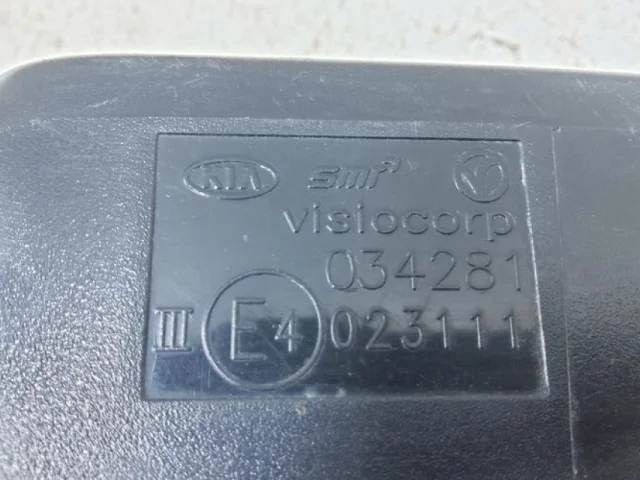 KIA SMR
visiocorp
034281
III E4 023111